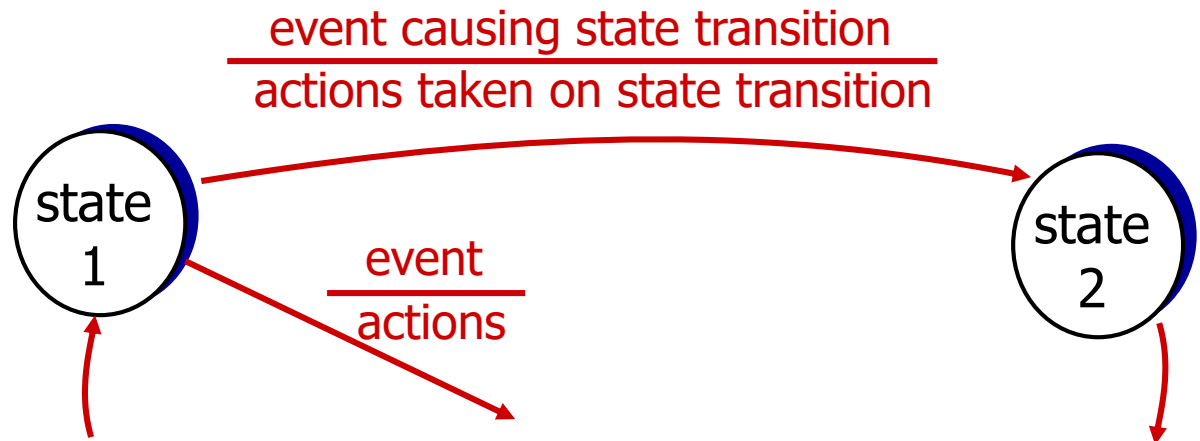 event causing state transition
actions taken on state transition
state
1
event
actions
state
2